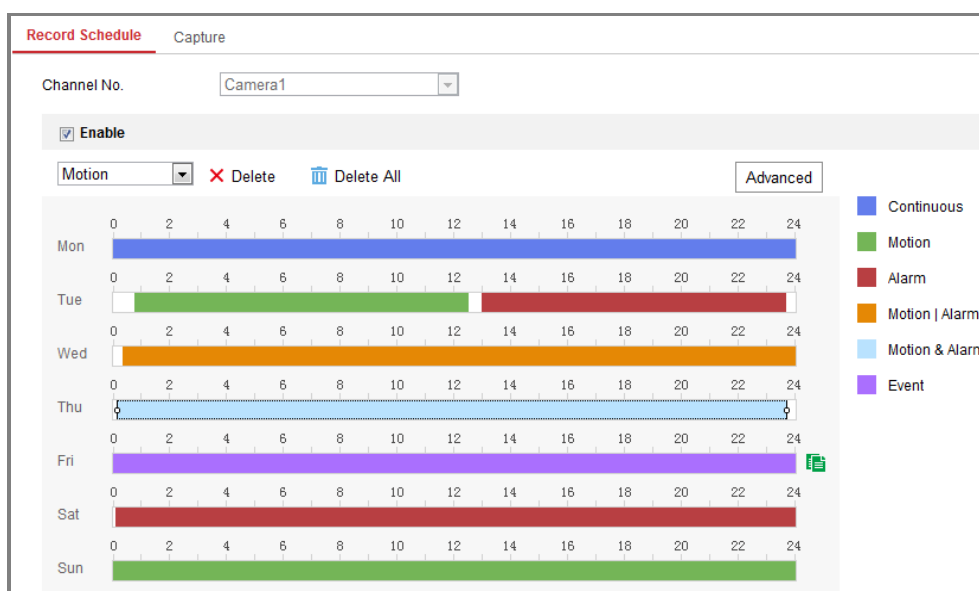 Record Schedule Capture
Channel No. Camera1
Enable
Motion Delete Delete All Advanced
0 2 4 6 8 10 12 14 16 18 20 22 24
Mon
0 2 4 6 8 10 12 14 16 18 20 22 24
Tue
0 2 4 6 8 10 12 14 16 18 20 22 24
Wed
0 2 4 6 8 10 12 14 16 18 20 22 24
Thu
0 2 4 6 8 10 12 14 16 18 20 22 24
Fri
0 2 4 6 8 10 12 14 16 18 20 22 24
Sat
0 2 4 6 8 10 12 14 16 18 20 22 24
Sun
Continuous
Motion
Alarm
Motion | Alarm
Motion & Alarm
Event